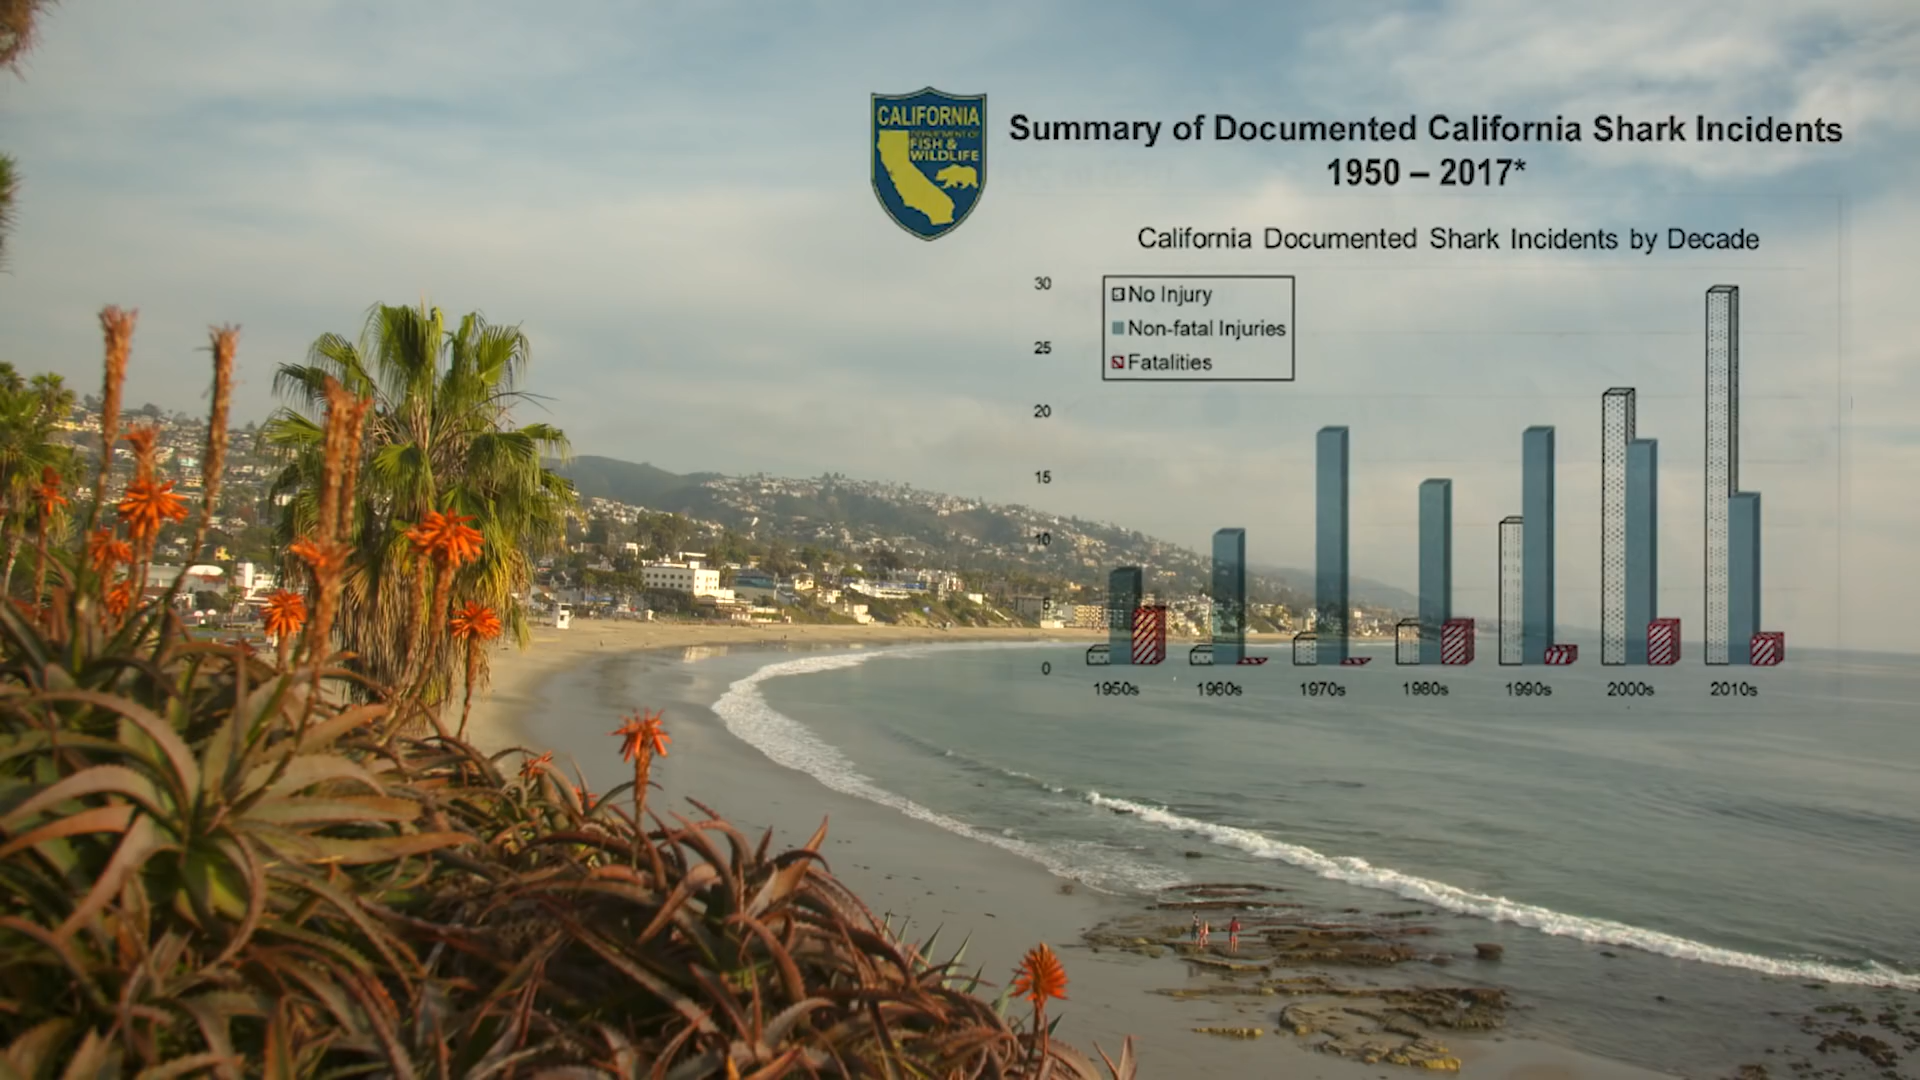 CALIFORNIA
DEPARTMENT OF
FISH &
WILDLIFE
Summary of Documented California Shark Incidents
1950 – 2017*
California Documented Shark Incidents by Decade
No Injury
Non-fatal Injuries
Fatalities
30
25
20
15
10
5
0
1950s 1960s 1970s 1980s 1990s 2000s 2010s